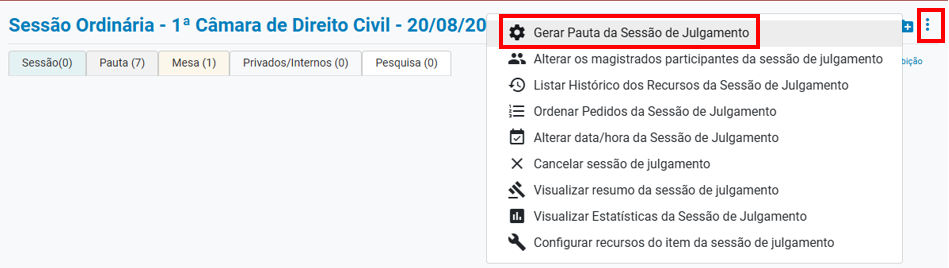 Sessão Ordinária - 1ª Câmara de Direito Civil - 20/08/20
Sessão(0) Pauta (7) Mesa (1) Privados/Internos (0) Pesquisa (0)
Gerar Pauta da Sessão de Julgamento
Alterar os magistrados participantes da sessão de julgamento
Listar Histórico dos Recursos da Sessão de Julgamento
Ordenar Pedidos da Sessão de Julgamento
Alterar data/hora da Sessão de Julgamento
Cancelar sessão de julgamento
Visualizar resumo da sessão de julgamento
Visualizar Estatísticas da Sessão de Julgamento
Configurar recursos do item da sessão de julgamento
bição